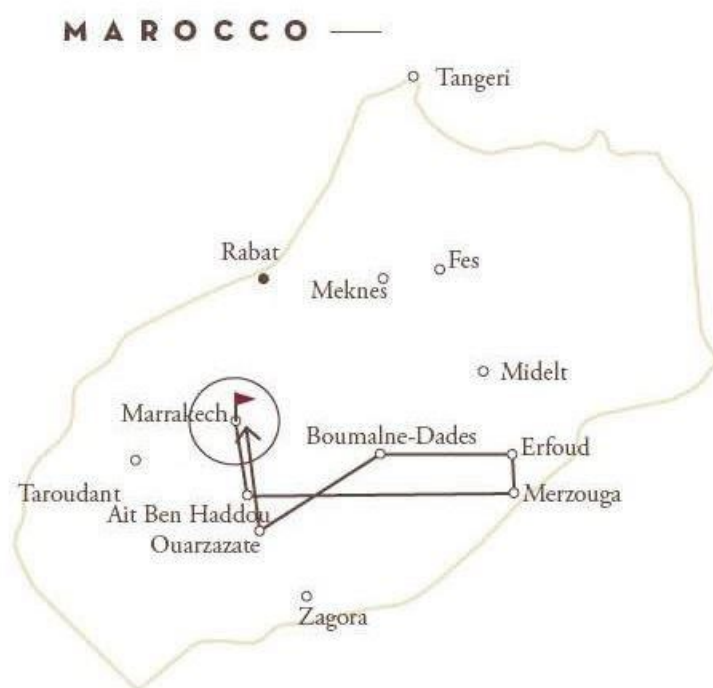 MAROCCO
Tangeri
Rabat
Fes
Meknes
Midelt
Marrakech
Boumalne-Dades
Erfoud
Taroudant
Ait Ben Haddou
Merzouga
Ouarzazate
Zagora